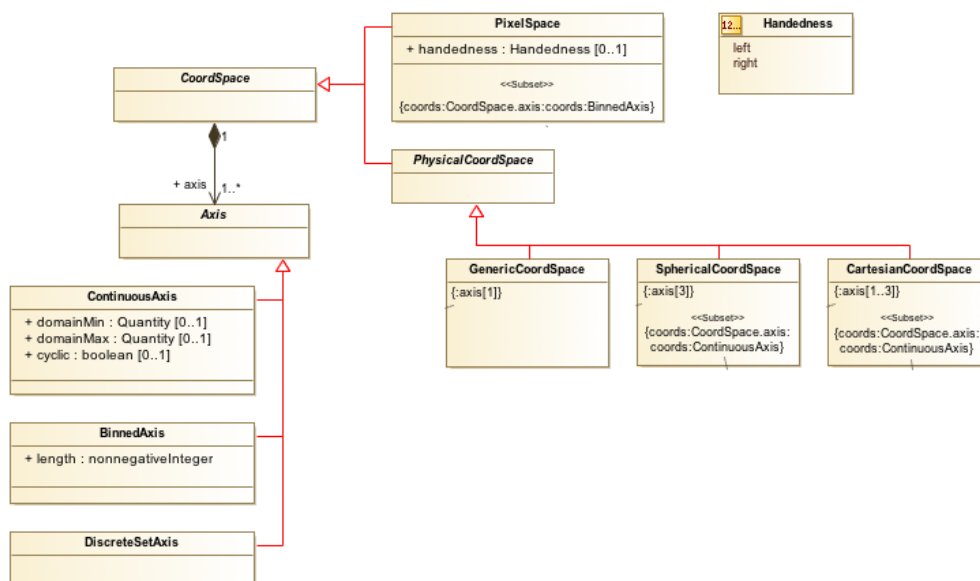 PixelSpace
+ handedness : Handedness [0..1]
<<Subset>>
{coords:CoordSpace.axis:coords:BinnedAxis}
12...
Handedness
left
right
CoordSpace
1
+ axis
1..*
PhysicalCoordSpace
Axis
GenericCoordSpace
{:axis[1]}
SphericalCoordSpace
{:axis[3]}
<<Subset>>
{coords:CoordSpace.axis:
coords:ContinuousAxis}
CartesianCoordSpace
{:axis[1..3]}
<<Subset>>
{coords:CoordSpace.axis:
coords:ContinuousAxis}
ContinuousAxis
+ domainMin : Quantity [0..1]
+ domainMax : Quantity [0..1]
+ cyclic : boolean [0..1]
BinnedAxis
+ length : nonnegativeInteger
DiscreteSetAxis